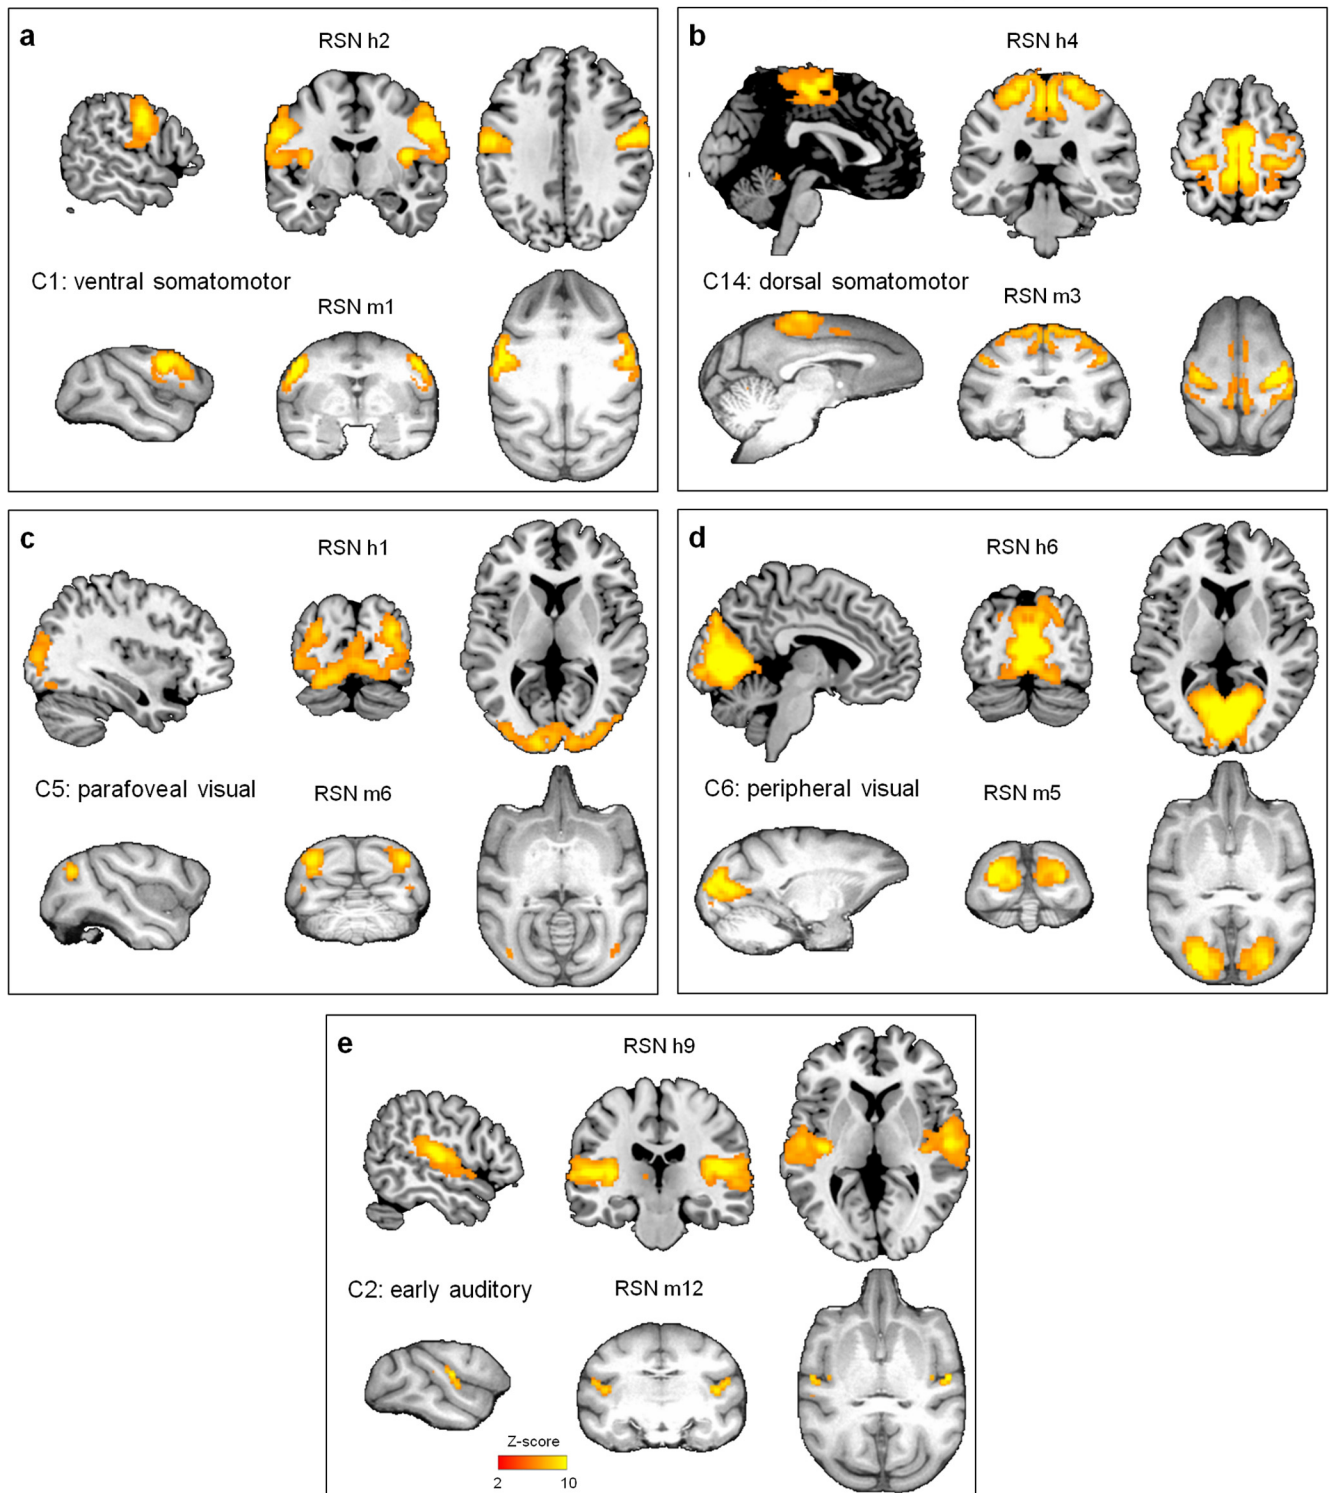 a
RSN h2
C1: ventral somatomotor
RSN m1
b
RSN h4
C14: dorsal somatomotor
RSN m3
c
RSN h1
C5: parafoveal visual
RSN m6
d
RSN h6
C6: peripheral visual
RSN m5
e
RSN h9
C2: early auditory
RSN m12
Z-score
2 10